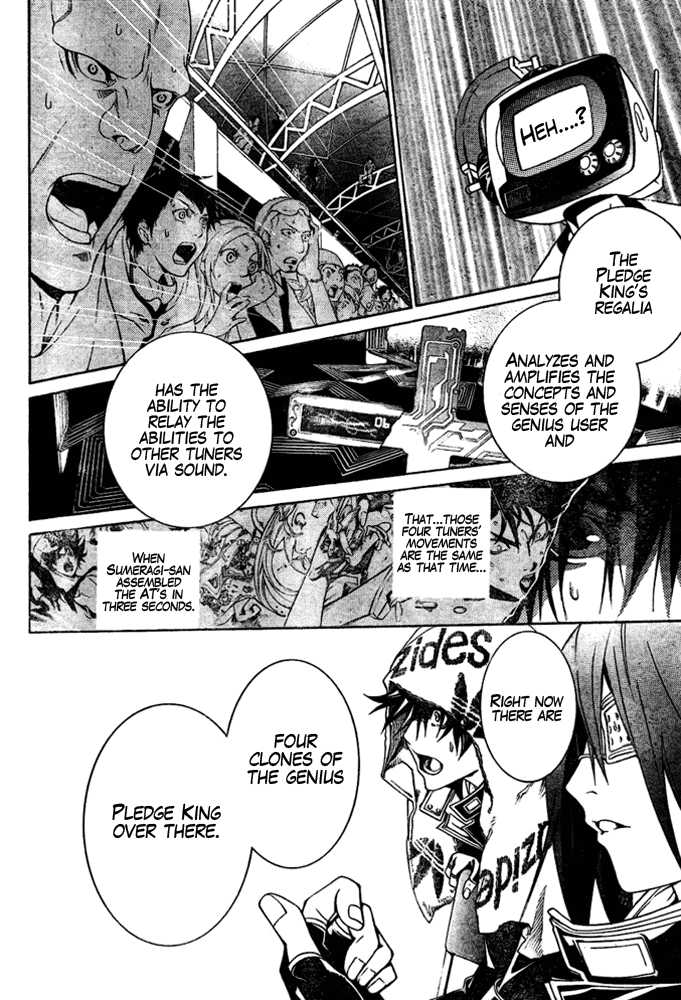 Heh....?
The
Pledge
King's
regalia
Analyzes and
amplifies the
concepts and
senses of the
genius user
and
has the
ability to
relay the
abilities to
other tuners
via sound.
06
That...those
four tuners'
movements
are the same
as that time...
When
Sumeragi-san
assembled
the AT's in
three seconds.
zides
Right now
there are
dzide
four
clones of
the genius
Pledge King
over there.